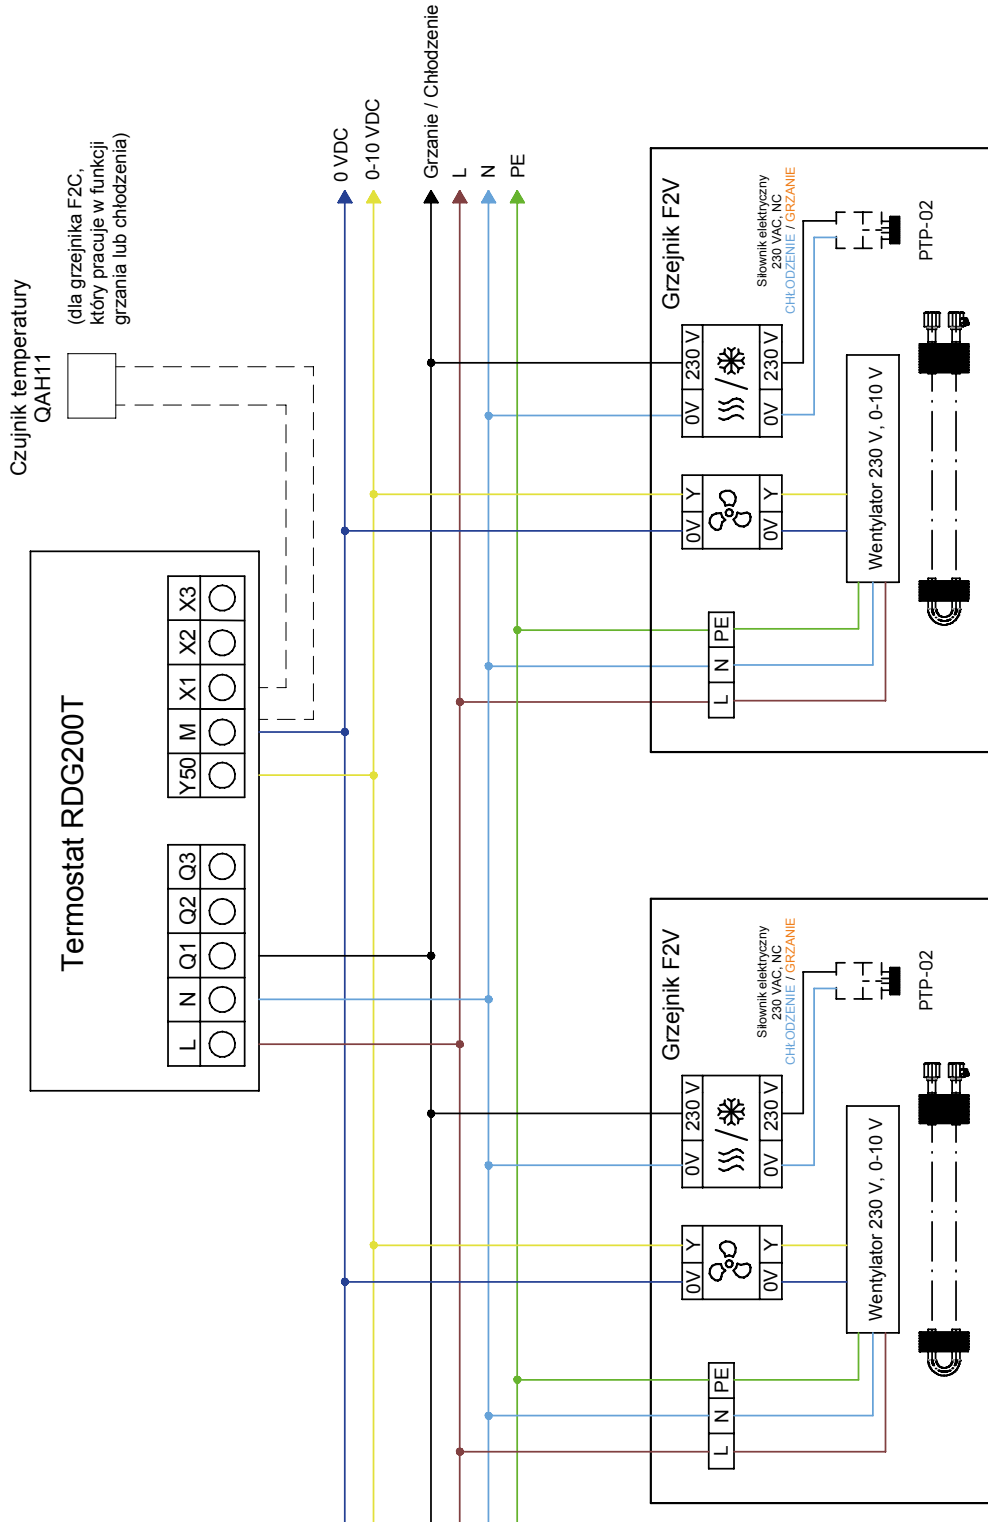 Czujnik temperatury
QAH11
(dla grzejnika F2C,
który pracuje w funkcji
grzania lub chłodzenia)
Termostat RDG200T
L N Q1 Q2 Q3
Y50 M X1 X2 X3
0 VDC
0-10 VDC
Grzanie / Chłodzenie
L
N
PE
Grzejnik F2V
L N PE
0V Y
0V Y
0V 230 V
0V 230 V
Siłownik elektryczny
230 VAC, NC
CHŁODZENIE / GRZANIE
PTP-02
Wentylator 230 V, 0-10 V
Grzejnik F2V
L N PE
0V Y
0V Y
0V 230 V
0V 230 V
Siłownik elektryczny
230 VAC, NC
CHŁODZENIE / GRZANIE
PTP-02
Wentylator 230 V, 0-10 V